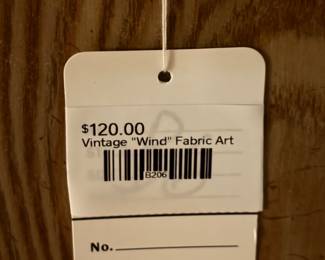 $120.00
Vintage "Wind" Fabric Art
B206
No.